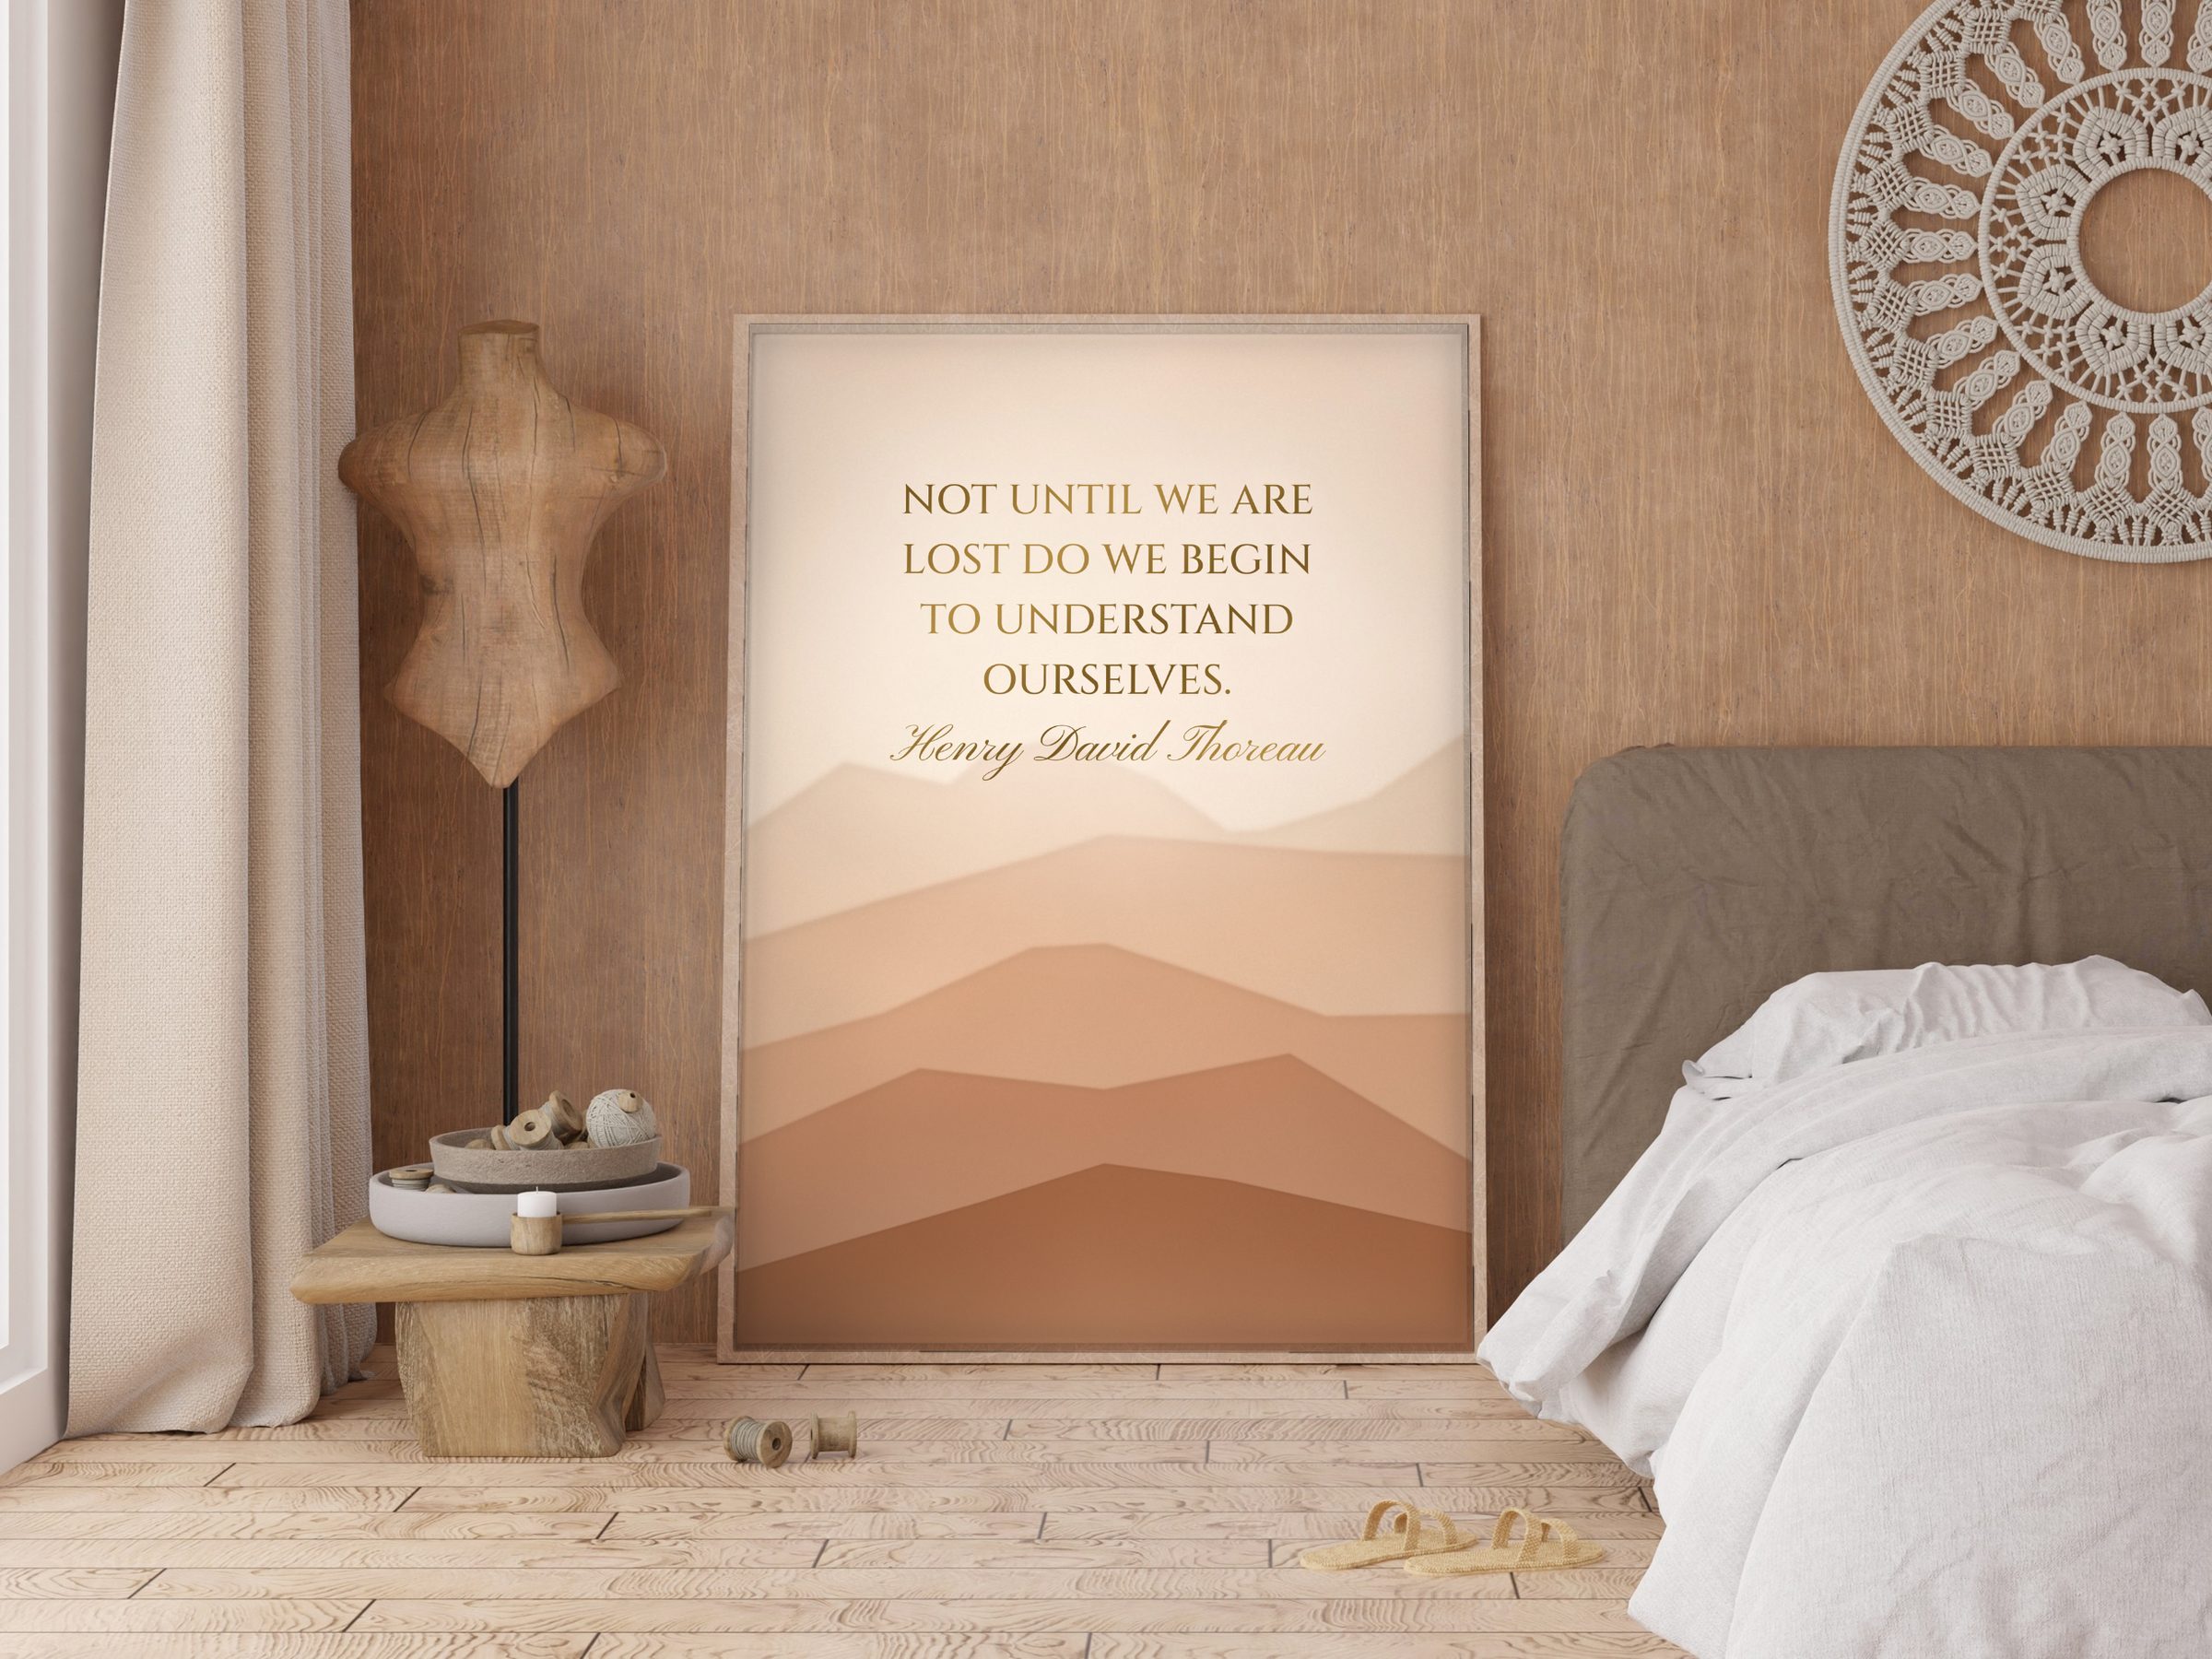 NOT UNTIL WE ARE
LOST DO WE BEGIN
TO UNDERSTAND
OURSELVES.
Henry David Thoreau